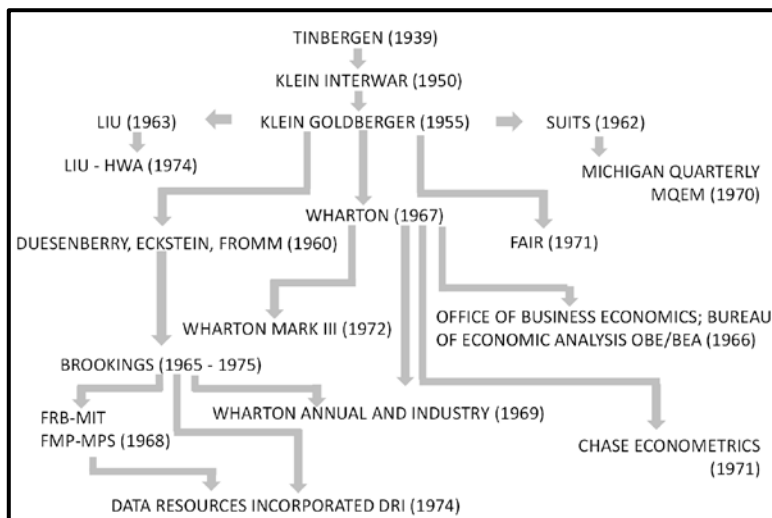 TINBERGEN (1939)
KLEIN INTERWAR (1950)
LIU (1963)
KLEIN GOLDBERGER (1955)
SUITS (1962)
LIU - HWA (1974)
MICHIGAN QUARTERLY
MQEM (1970)
WHARTON (1967)
DUESENBERRY, ECKSTEIN, FROMM (1960)
FAIR (1971)
OFFICE OF BUSINESS ECONOMICS; BUREAU
OF ECONOMIC ANALYSIS OBE/BEA (1966)
WHARTON MARK III (1972)
BROOKINGS (1965 - 1975)
FRB-MIT
FMP-MPS (1968)
WHARTON ANNUAL AND INDUSTRY (1969)
CHASE ECONOMETRICS
(1971)
DATA RESOURCES INCORPORATED DRI (1974)